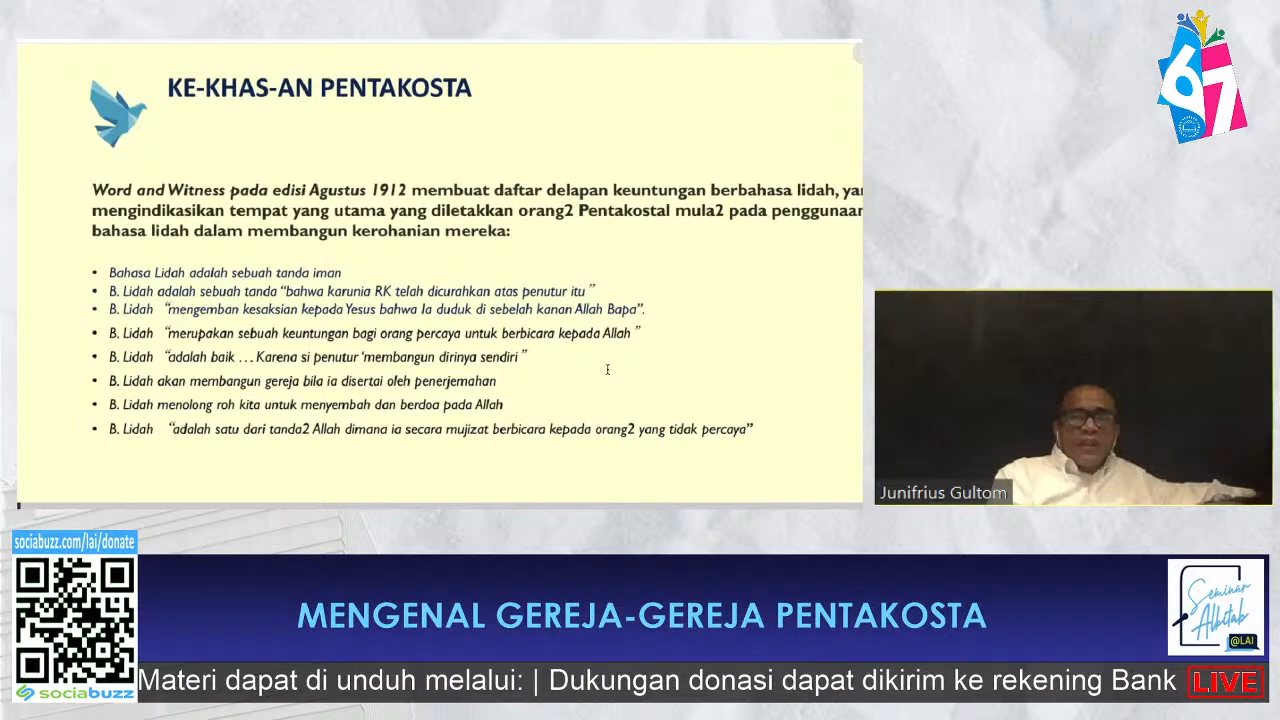 KE-KHAS-AN PENTAKOSTA
Word and Witness pada edisi Agustus 1912 membuat daftar delapan keuntungan berbahasa lidah, yan
mengindikasikan tempat yang utama yang diletakkan orang2 Pentakostal mula2 pada penggunaan
bahasa lidah dalam membangun kerohanian mereka:
• Bahasa Lidah adalah sebuah tanda iman
• B. Lidah adalah sebuah tanda “bahwa karunia RK telah dicurahkan atas penutur itu ”
• B. Lidah “mengemban kesaksian kepada Yesus bahwa Ia duduk di sebelah kanan Allah Bapa”.
• B. Lidah “merupakan sebuah keuntungan bagi orang percaya untuk berbicara kepada Allah ”
• B. Lidah “adalah baik … Karena si penutur ‘membangun dirinya sendiri ”
• B. Lidah akan membangun gereja bila ia disertai oleh penerjemahan
• B. Lidah menolong roh kita untuk menyembah dan berdoa pada Allah
• B. Lidah “adalah satu dari tanda2 Allah dimana ia secara mujizat berbicara kepada orang2 yang tidak percaya”
67
Junifrius Gultom
sociabuzz.com/lai/donate
MENGENAL GEREJA-GEREJA PENTAKOSTA
Seminar
Alkitab
@LAI
sociabuzz
Materi dapat di unduh melalui: | Dukungan donasi dapat dikirim ke rekening Bank
LIVE